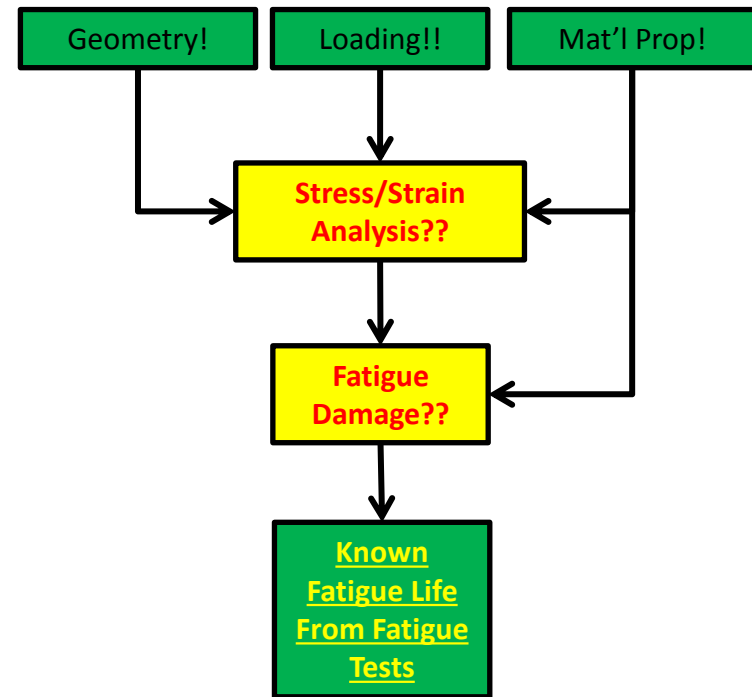 Geometry!
Loading!!
Mat’l Prop!
Stress/Strain
Analysis??
Fatigue
Damage??
Known
Fatigue Life
From Fatigue
Tests